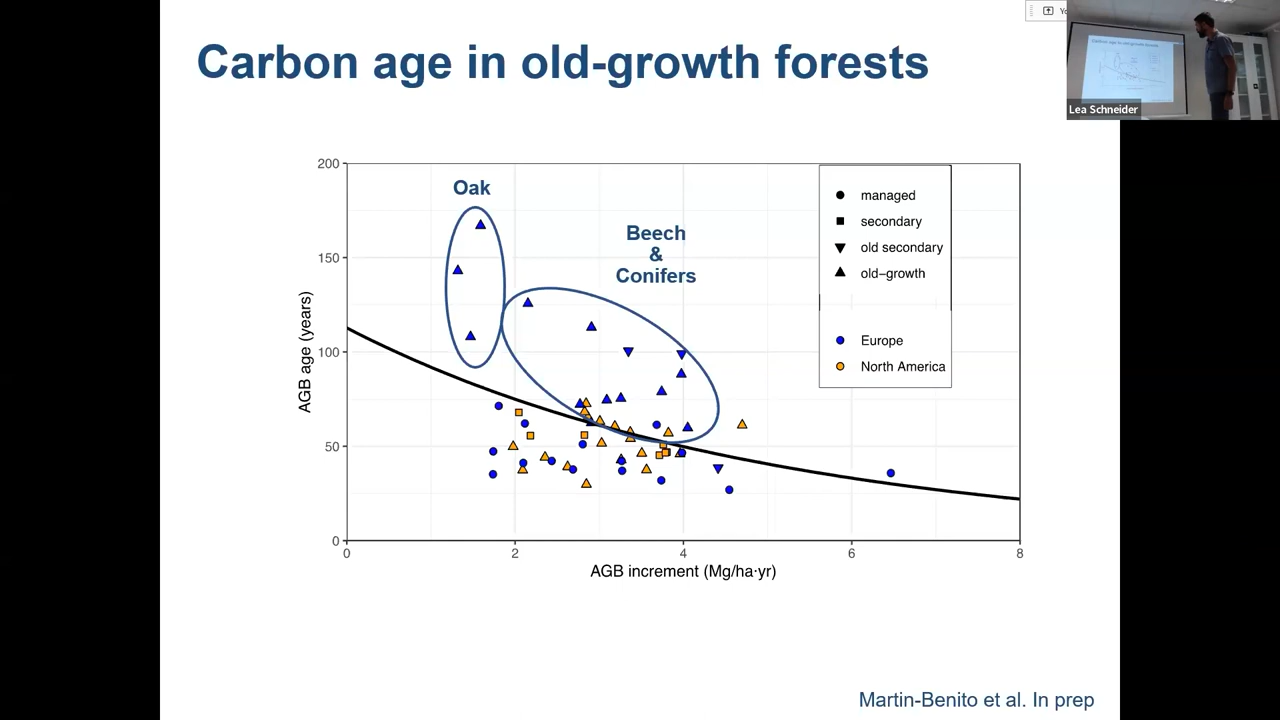 Carbon age in old-growth forests
Lea Schneider
Oak
Beech
&
Conifers
managed
secondary
old secondary
old−growth
Europe
North America
200
150
100
50
0
AGB age (years)
0 2 4 6 8
AGB increment (Mg/ha·yr)
Martin-Benito et al. In prep